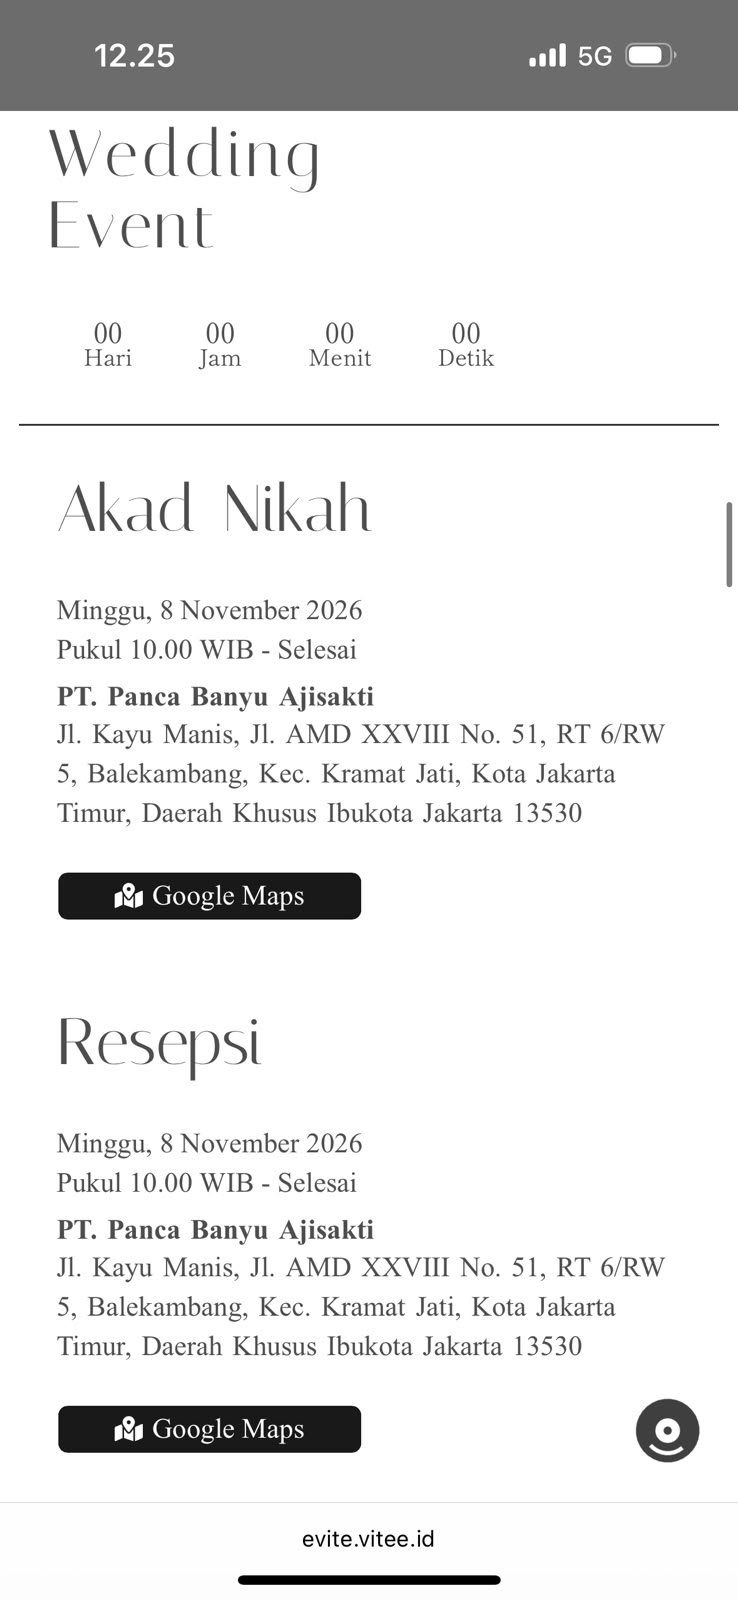 12.25
5G
Wedding
Event
00 00 00 00
Hari Jam Menit Detik
Akad Nikah
Minggu, 8 November 2026
Pukul 10.00 WIB - Selesai
PT. Panca Banyu Ajisakti
Jl. Kayu Manis, Jl. AMD XXVIII No. 51, RT 6/RW
5, Balekambang, Kec. Kramat Jati, Kota Jakarta
Timur, Daerah Khusus Ibukota Jakarta 13530
Google Maps
Resepsi
Minggu, 8 November 2026
Pukul 10.00 WIB - Selesai
PT. Panca Banyu Ajisakti
Jl. Kayu Manis, Jl. AMD XXVIII No. 51, RT 6/RW
5, Balekambang, Kec. Kramat Jati, Kota Jakarta
Timur, Daerah Khusus Ibukota Jakarta 13530
Google Maps
evite.vitee.id